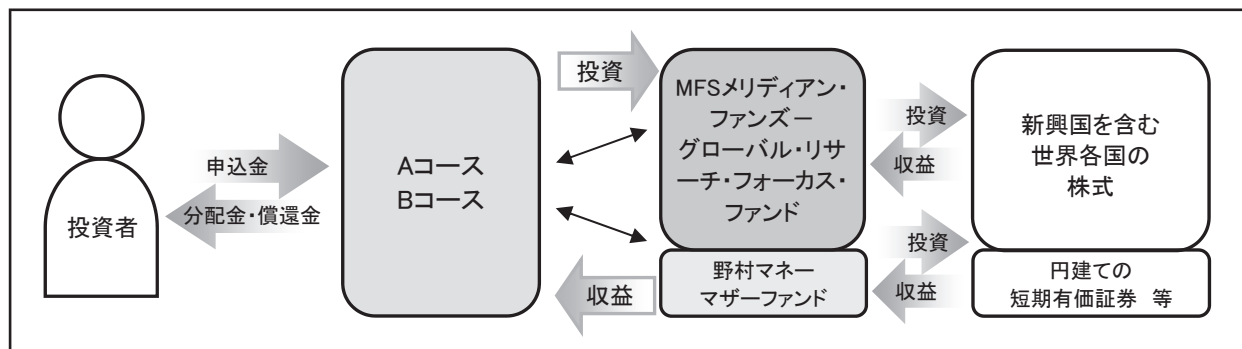 投資者
申込金
分配金・償還金
Aコース
Bコース
投資
収益
MFSメリディアン・
ファンズー
グローバル・リサ
ーチ・フォーカス・
ファンド
野村マネー
マザーファンド
投資
収益
投資
収益
新興国を含む
世界各国の
株式
円建ての
短期有価証券 等